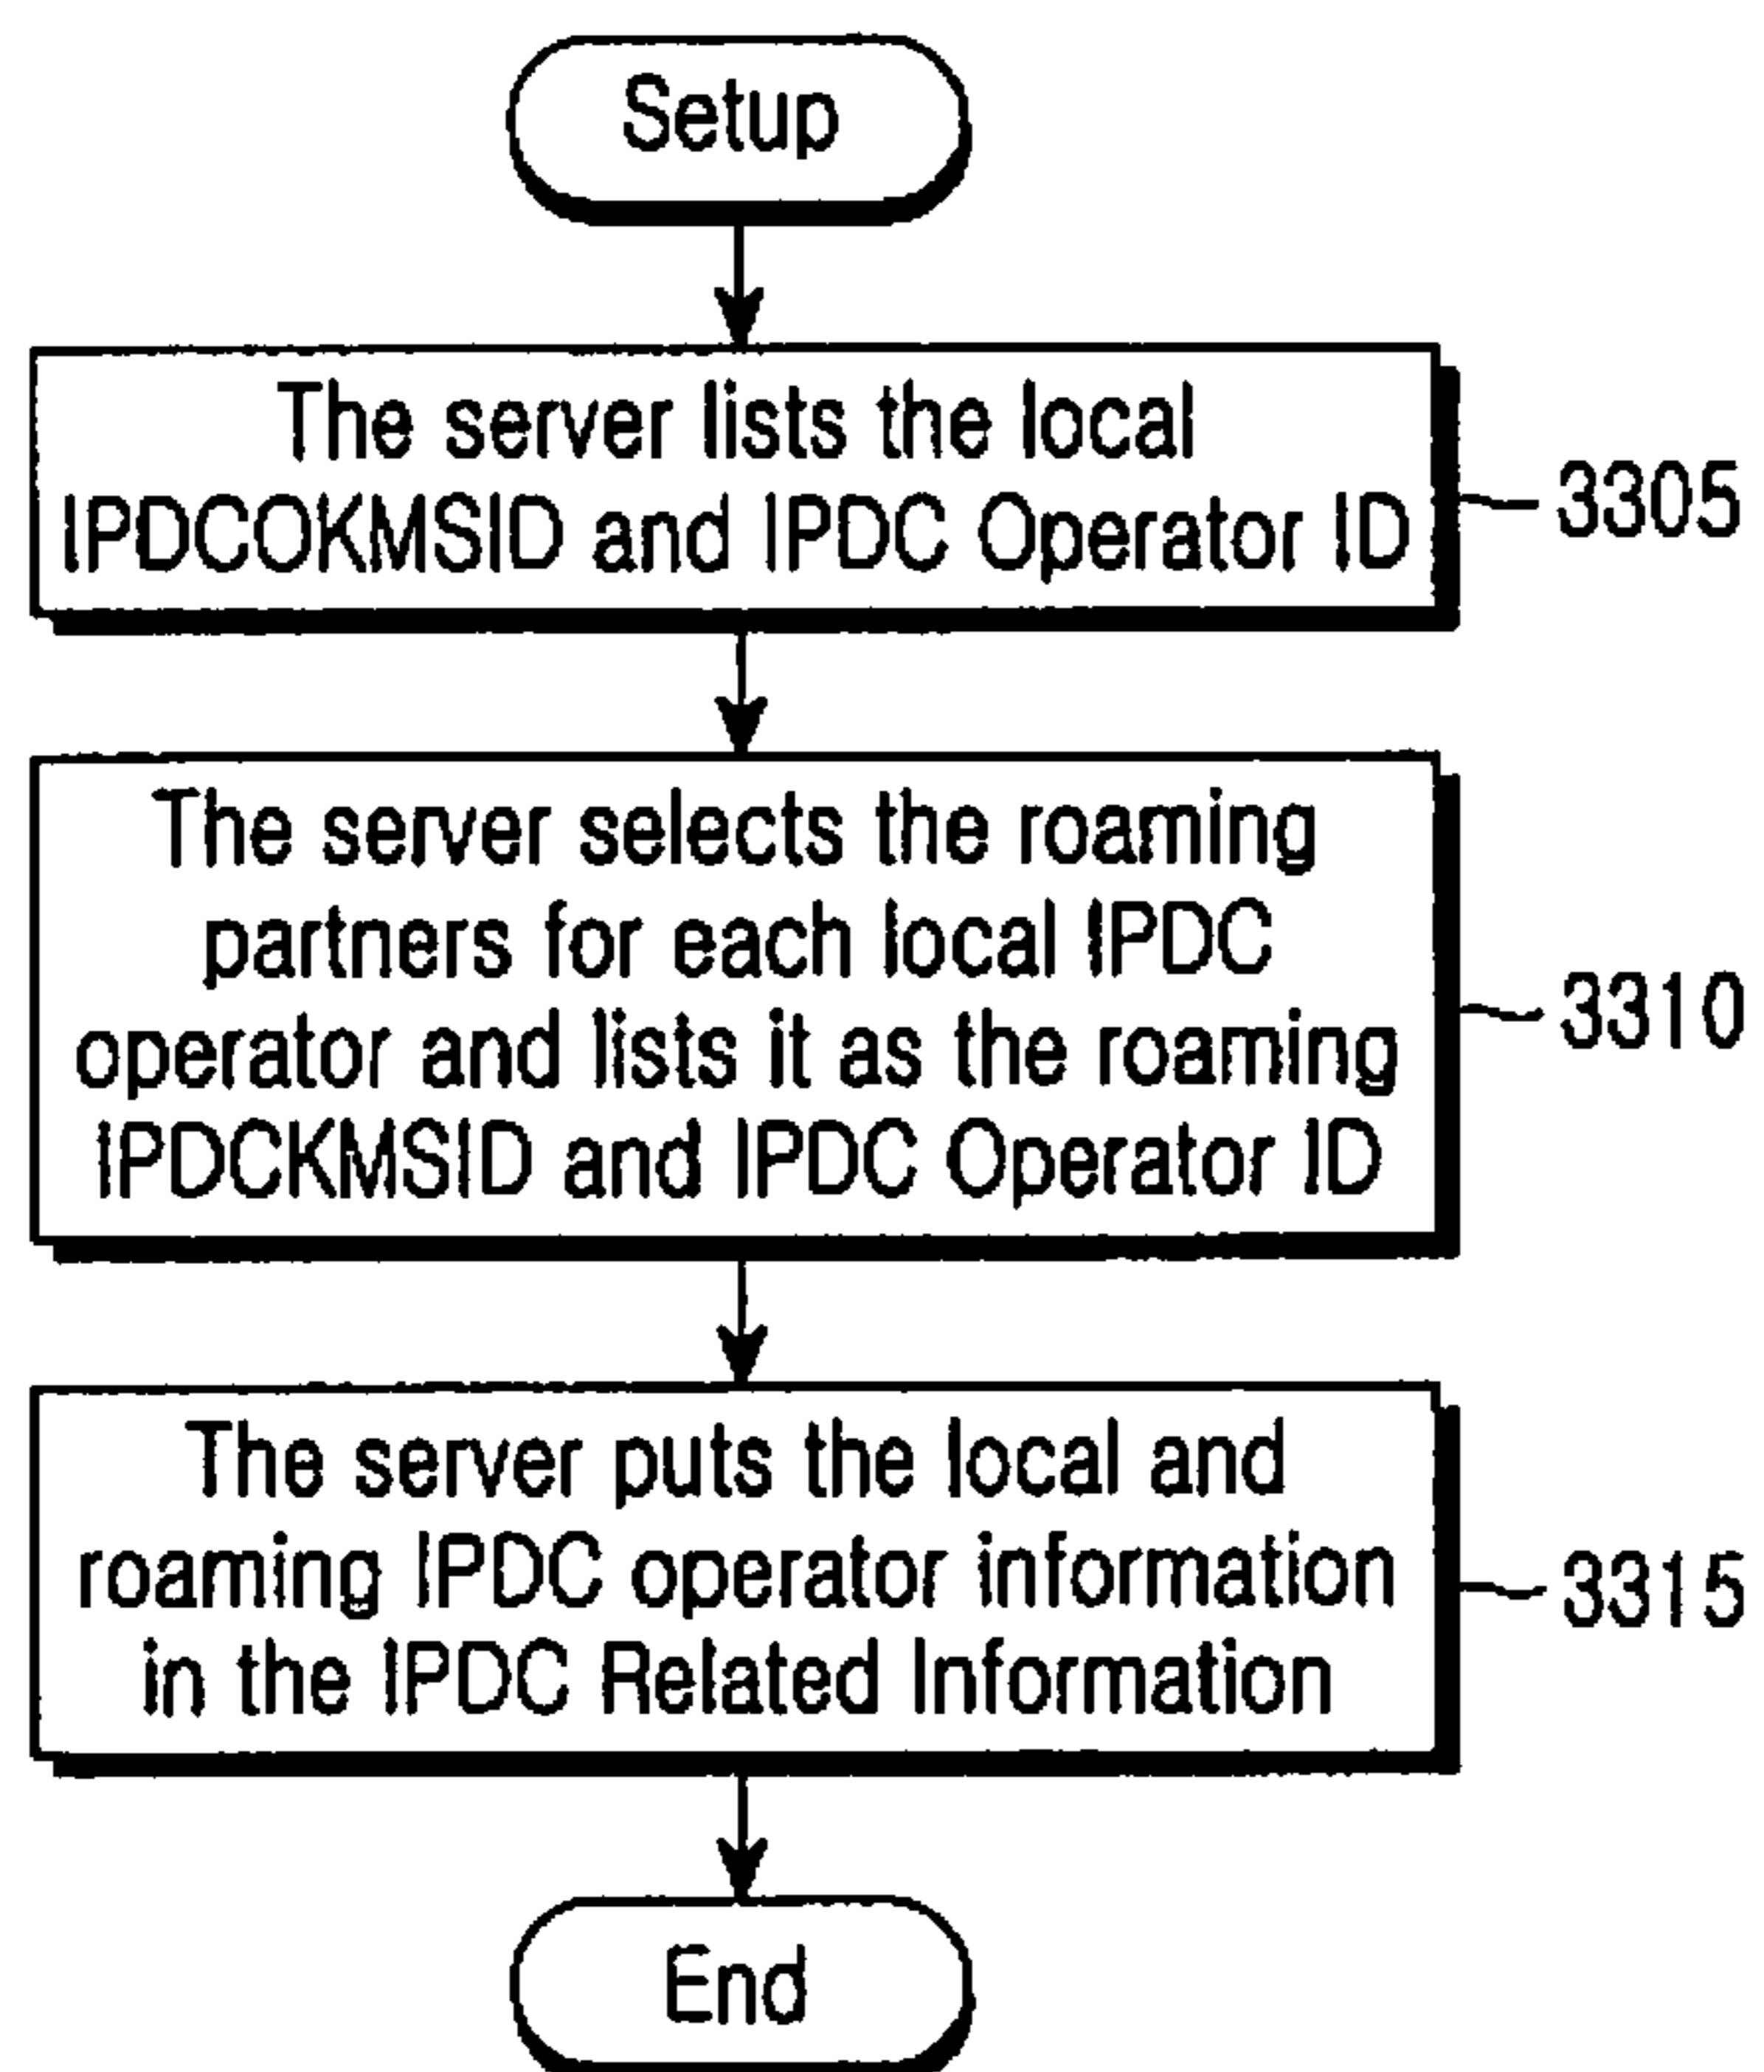 Setup
The server lists the local
IPDCOKMSID and IPDC Operator ID
3305
The server selects the roaming
partners for each local IPDC
operator and lists it as the roaming
IPDCKMSID and IPDC Operator ID
3310
The server puts the local and
roaming IPDC operator information
in the IPDC Related Information
3315
End